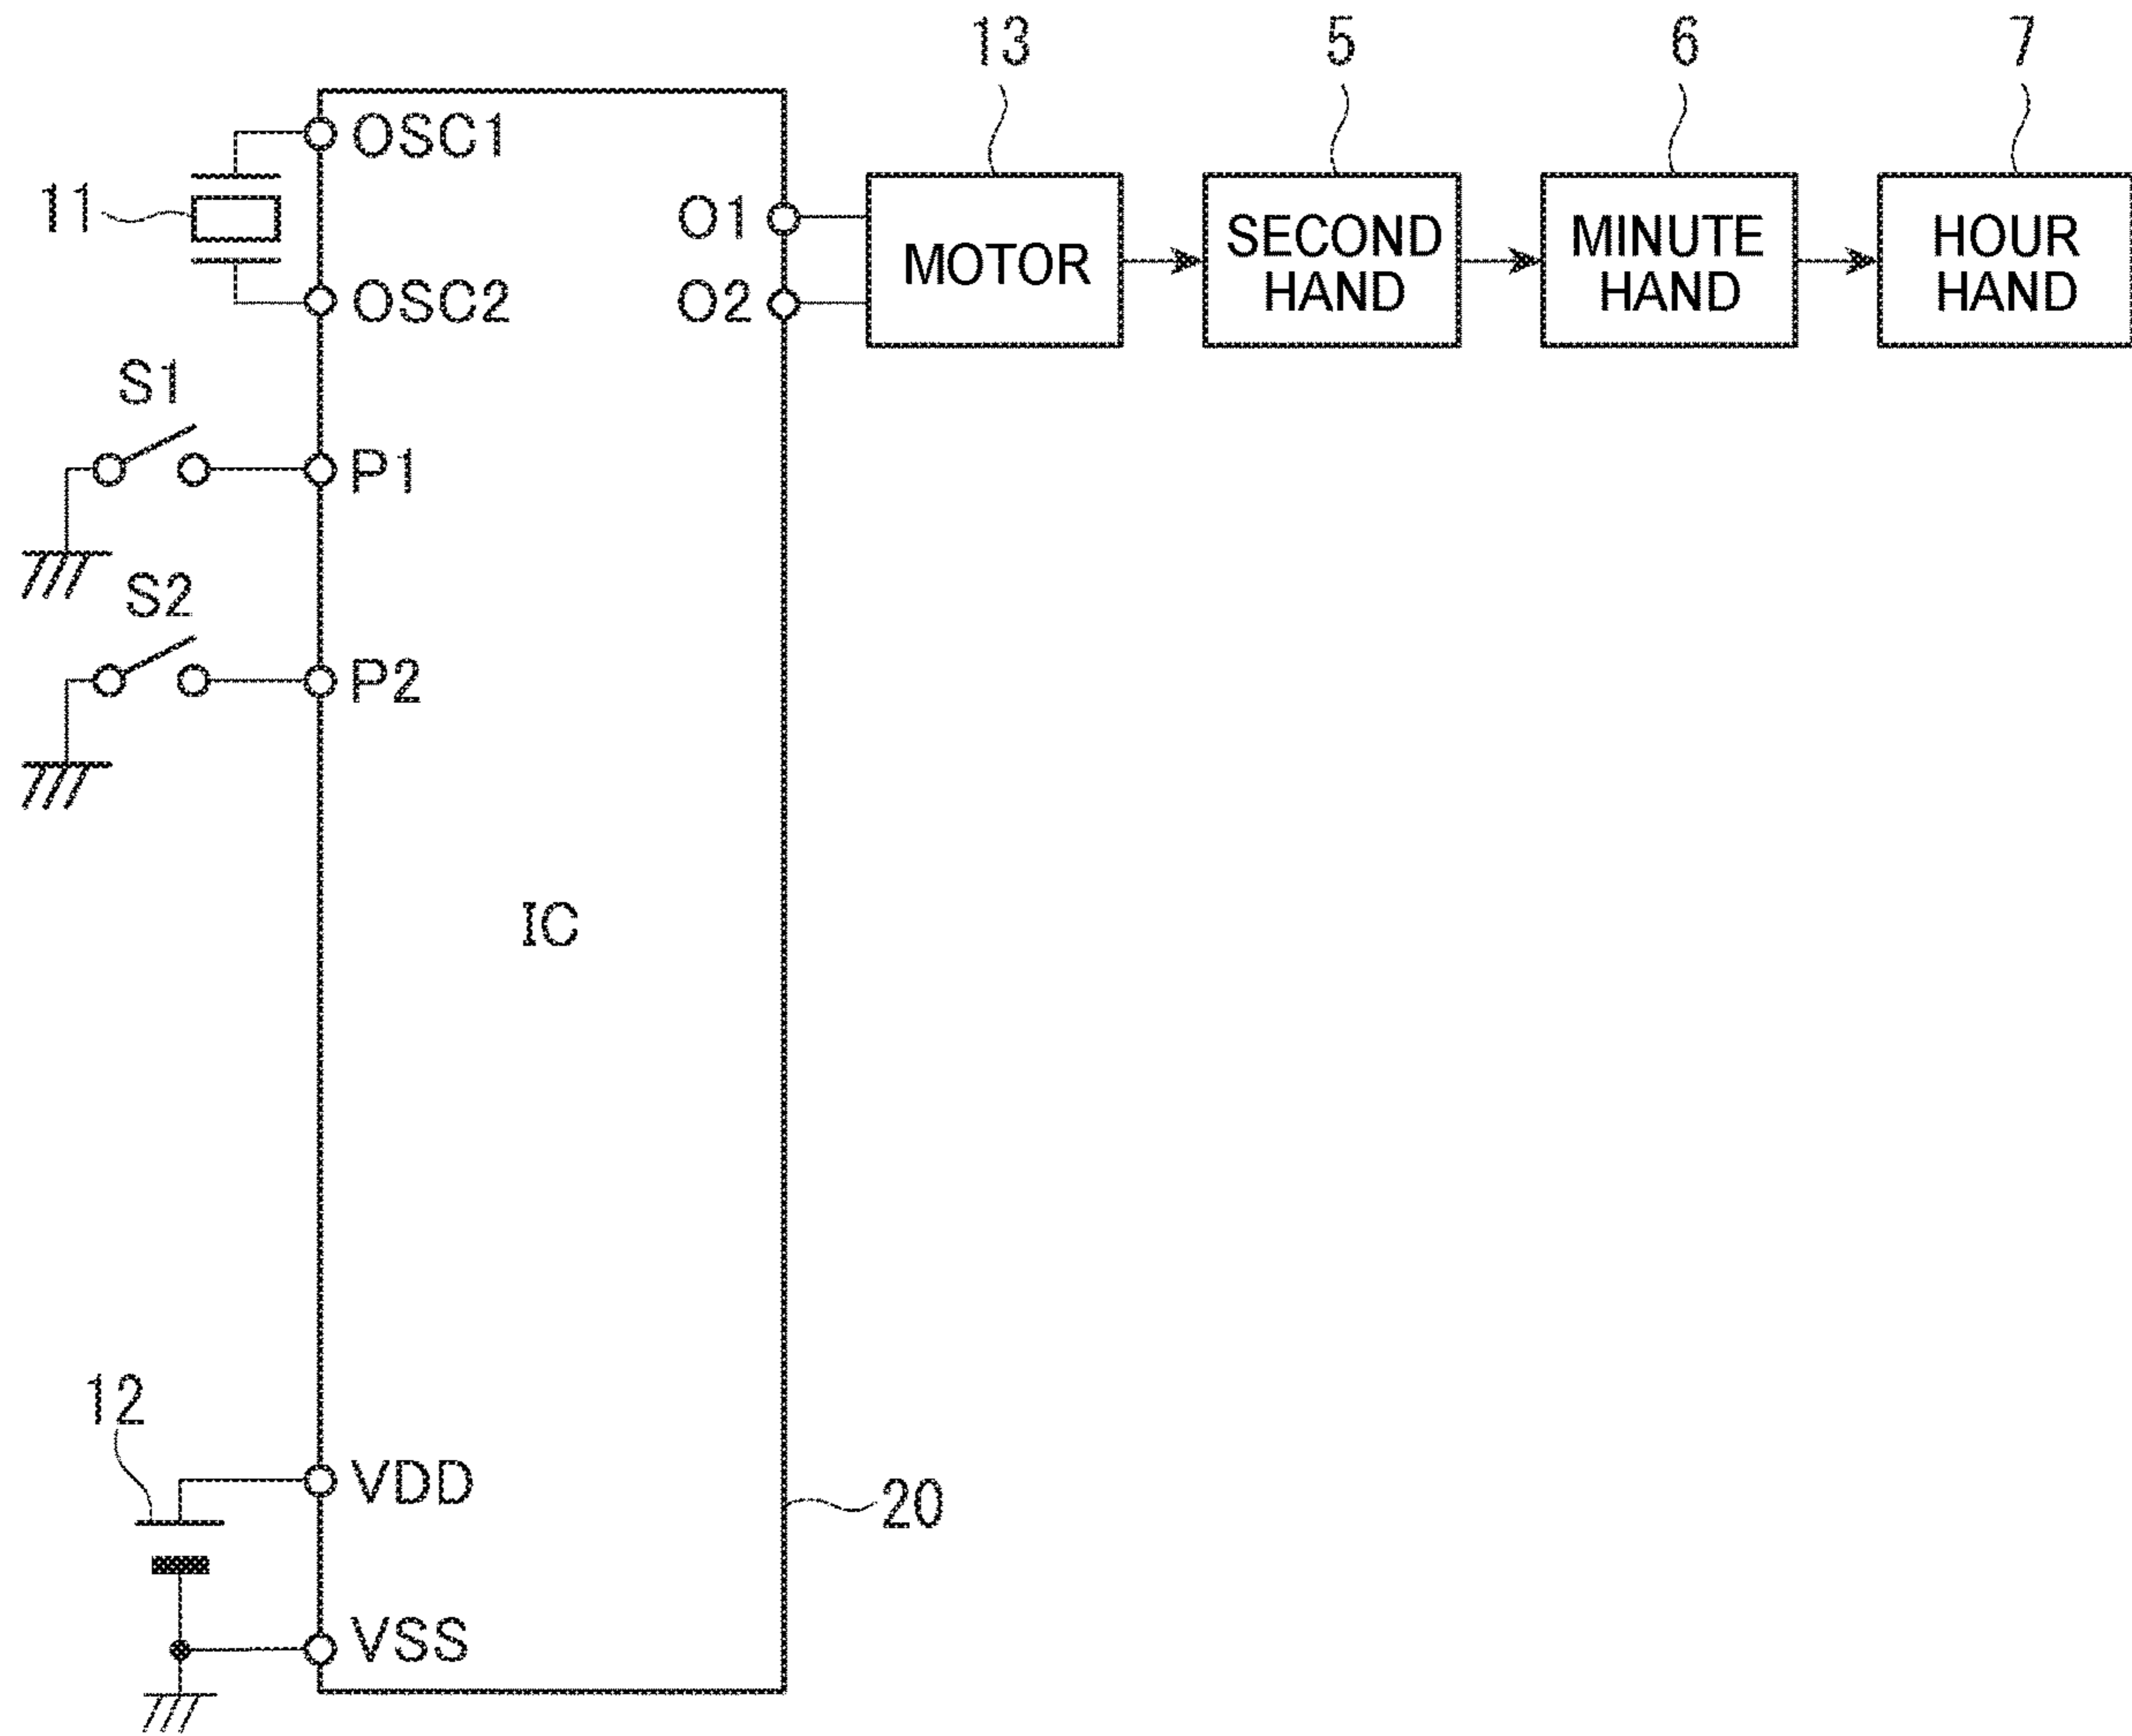 13
5
6
7
OSC1
11
O1
MOTOR
SECOND
HAND
MINUTE
HAND
HOUR
HAND
OSC2
O2
S1
P1
S2
P2
IC
12
VDD
20
VSS